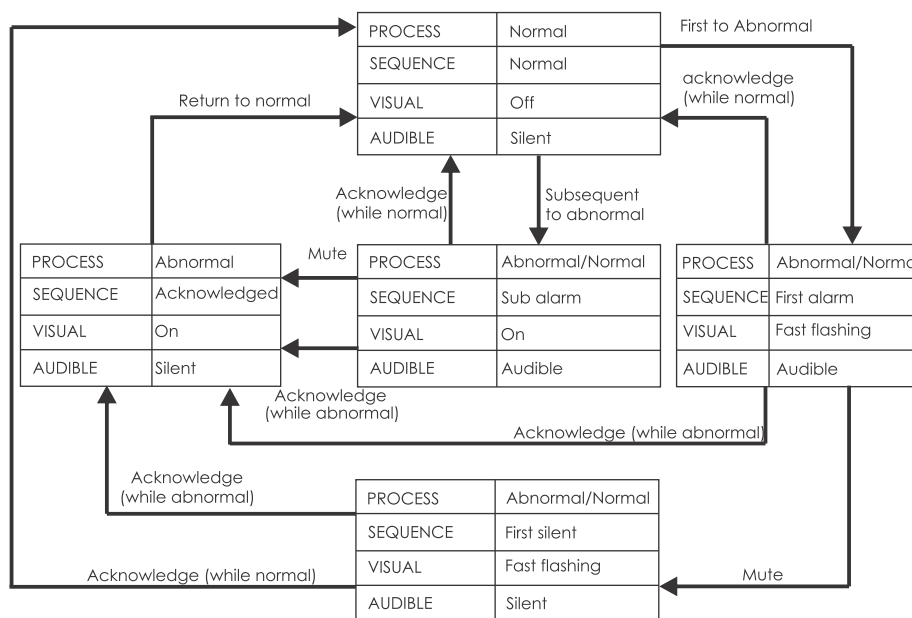 PROCESS Normal
SEQUENCE Normal
VISUAL Off
AUDIBLE Silent
First to Abnormal
acknowledge
(while normal)
Return to normal
Acknowledge
(while normal)
Subsequent
to abnormal
Mute
PROCESS Abnormal
SEQUENCE Acknowledged
VISUAL On
AUDIBLE Silent
PROCESS Abnormal/Normal
SEQUENCE Sub alarm
VISUAL On
AUDIBLE Audible
PROCESS Abnormal/Norma
SEQUENCE First alarm
VISUAL Fast flashing
AUDIBLE Audible
Acknowledge
(while abnormal)
Acknowledge (while abnormal)
Acknowledge
(while abnormal)
PROCESS Abnormal/Normal
SEQUENCE First silent
VISUAL Fast flashing
AUDIBLE Silent
Acknowledge (while normal)
Mute